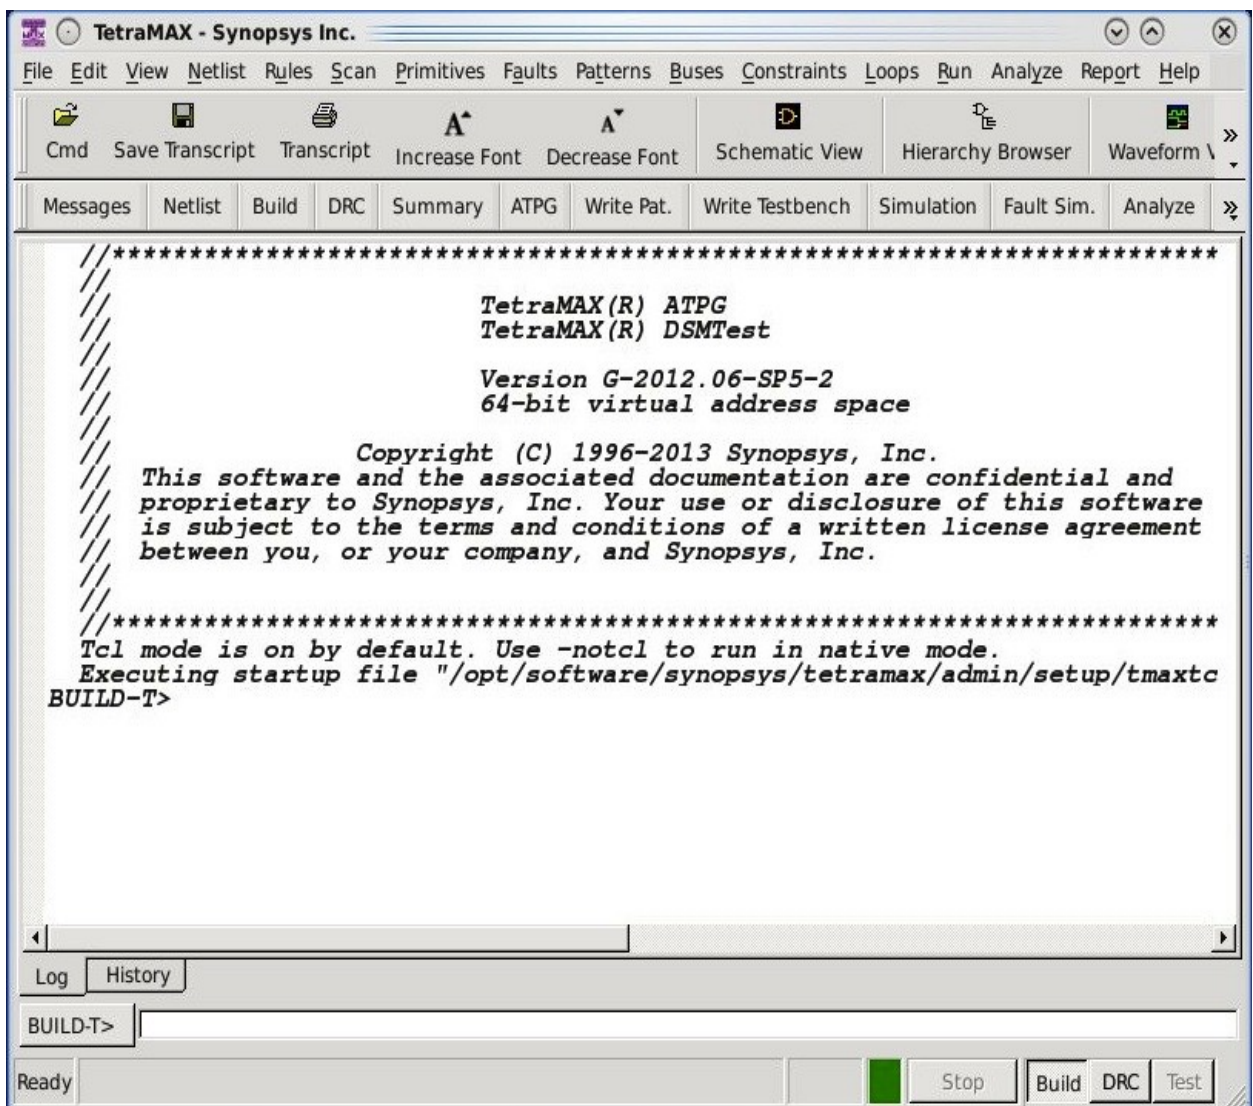 TetraMAX - Synopsys Inc.
File Edit View Netlist Rules Scan Primitives Faults Patterns Buses Constraints Loops Run Analyze Report Help
Cmd Save Transcript Transcript Increase Font Decrease Font Schematic View Hierarchy Browser Waveform
Messages Netlist Build DRC Summary ATPG Write Pat. Write Testbench Simulation Fault Sim. Analyze
//************************************************************************
//
// TetraMAX(R) ATPG
// TetraMAX(R) DSMTest
//
// Version G-2012.06-SP5-2
// 64-bit virtual address space
//
// Copyright (C) 1996-2013 Synopsys, Inc.
// This software and the associated documentation are confidential and
// proprietary to Synopsys, Inc. Your use or disclosure of this software
// is subject to the terms and conditions of a written license agreement
// between you, or your company, and Synopsys, Inc.
//
//
//************************************************************************
Tcl mode is on by default. Use -notcl to run in native mode.
Executing startup file "/opt/software/synopsys/tetramax/admin/setup/tmaxtc
BUILD-T>
Log History
BUILD-T>
Ready Stop Build DRC Test